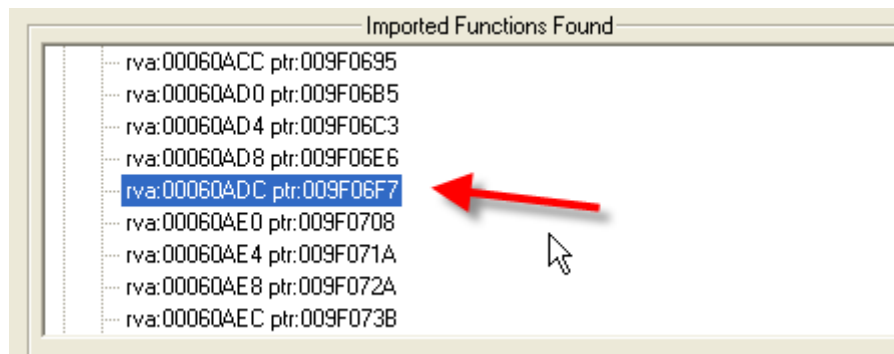 Imported Functions Found
rva:00060ACC ptr:009F0695
rva:00060AD0 ptr:009F06B5
rva:00060AD4 ptr:009F06C3
rva:00060AD8 ptr:009F06E6
rva:00060ADC ptr:009F06F7
rva:00060AE0 ptr:009F0708
rva:00060AE4 ptr:009F071A
rva:00060AE8 ptr:009F072A
rva:00060AEC ptr:009F073B